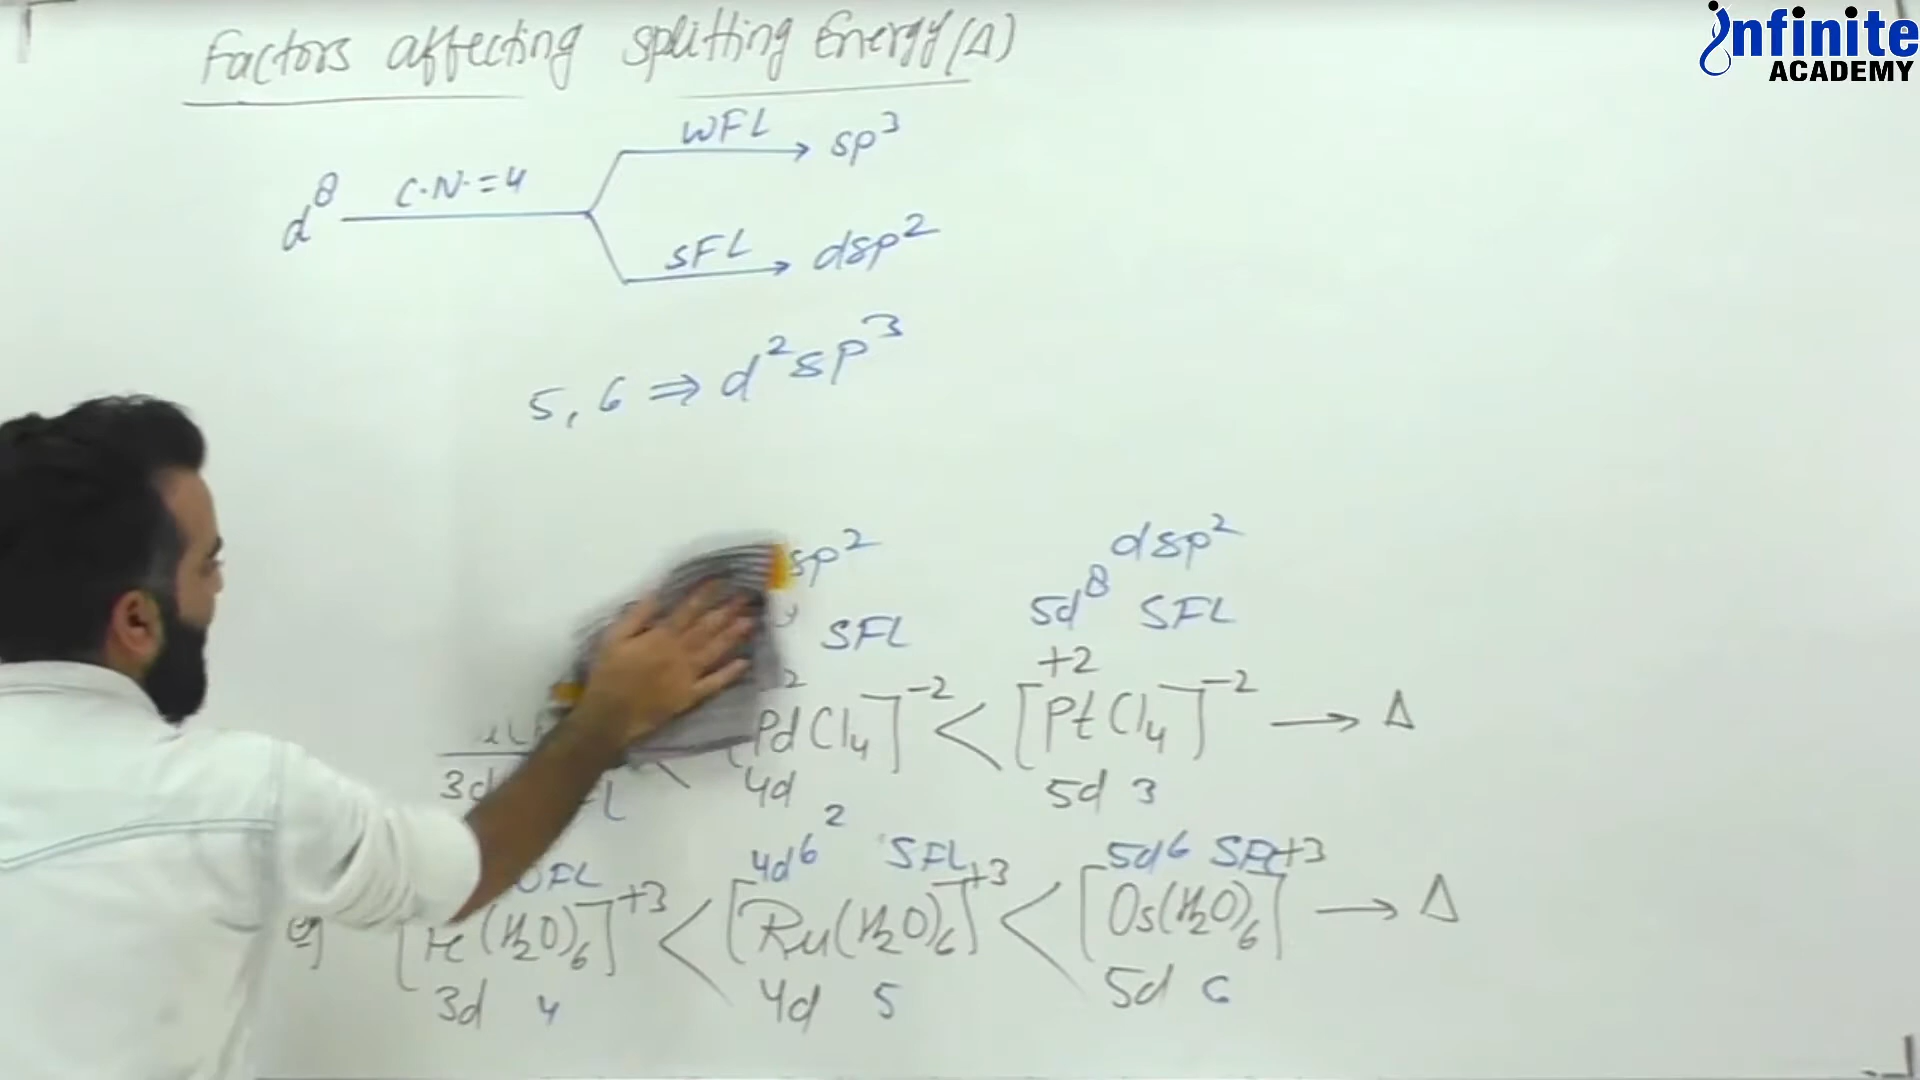 infinite
ACADEMY
Factors affecting splitting Energy (Δ)
WFL
sp³
d⁸ C.N.=4
SFL
dsp²
5, 6 ⇒ d²sp³
sp² dsp²
SFL 5d⁸ SFL
+2
PdCl₄]⁻² < [PtCl₄]⁻² → Δ
4d 5d 3
2
4d⁶ SFL 5d⁶
[Fe(H₂O)₆]⁺³ < [Ru(H₂O)₆]⁺³ < [Os(H₂O)₆]⁺³ → Δ
3d 4 4d 5 5d 6